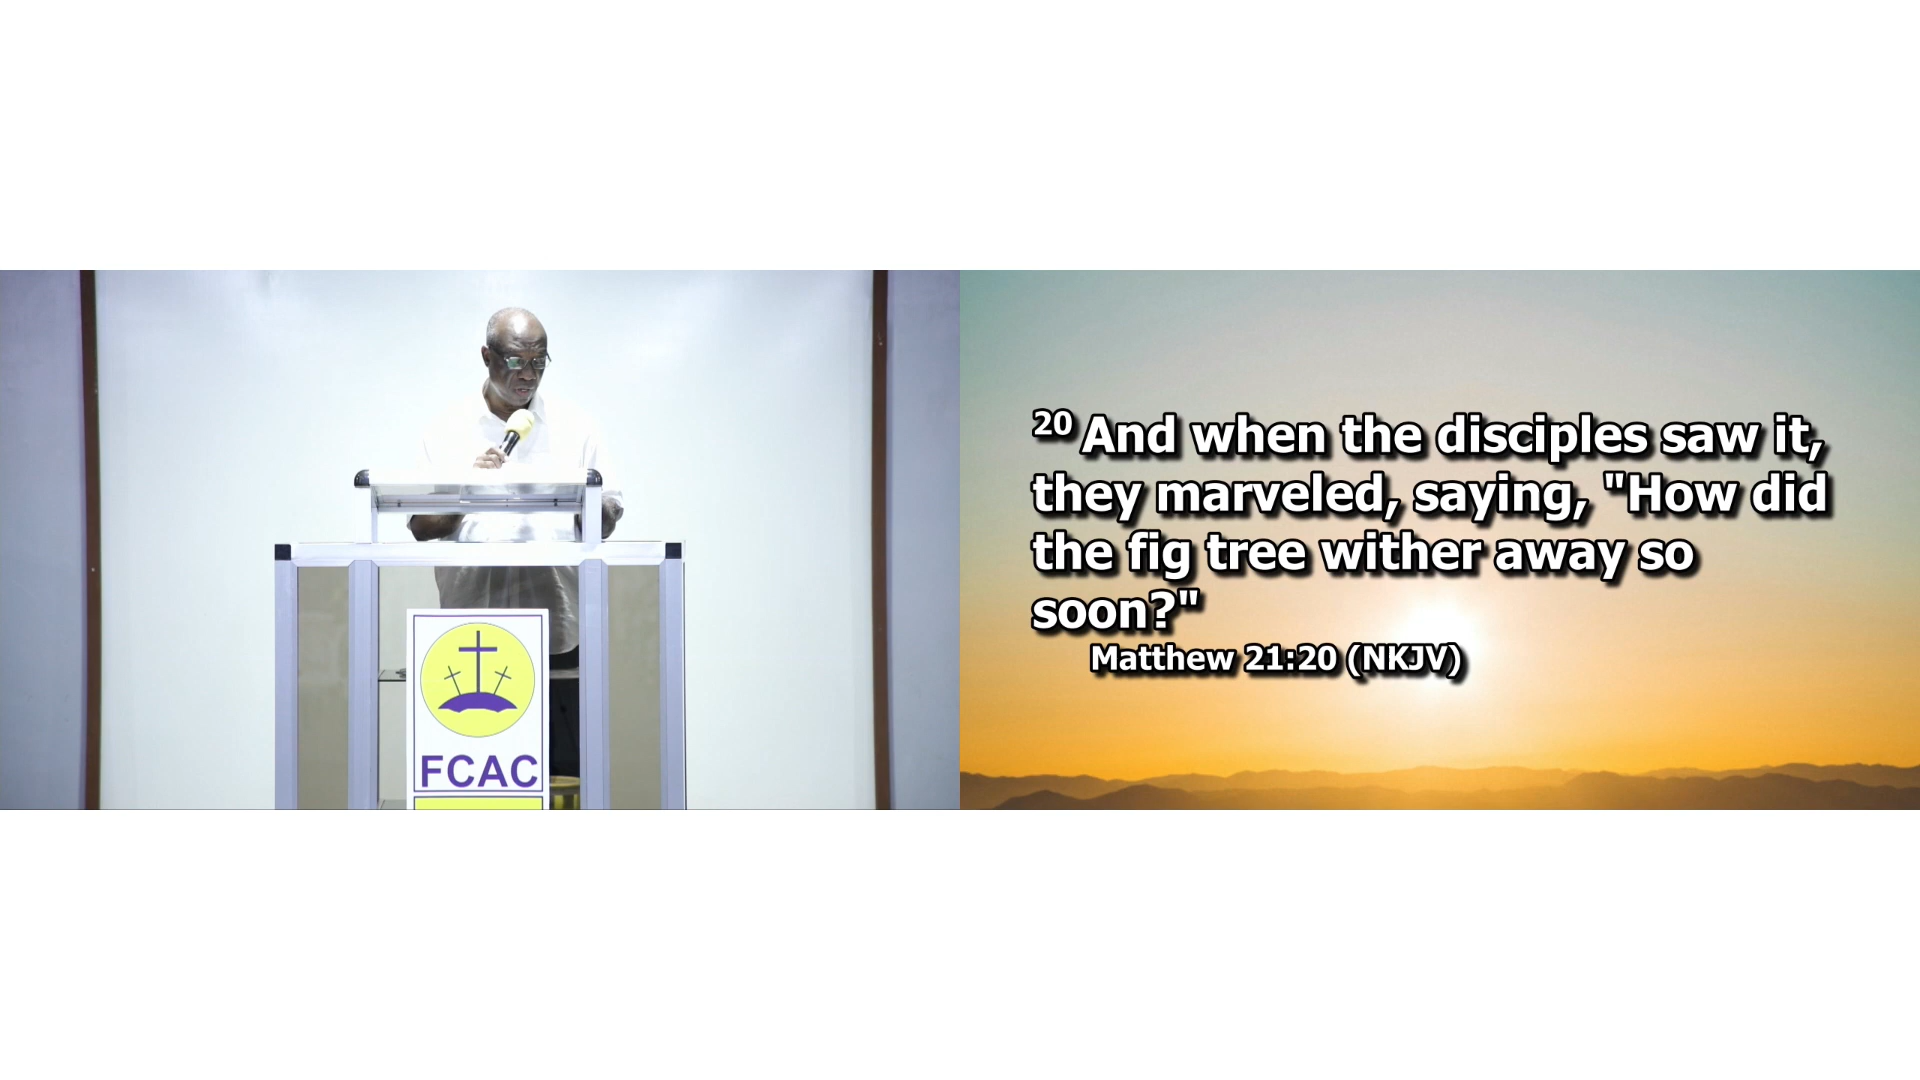 FCAC
20 And when the disciples saw it,
they marveled, saying, "How did
the fig tree wither away so
soon?"
Matthew 21:20 (NKJV)